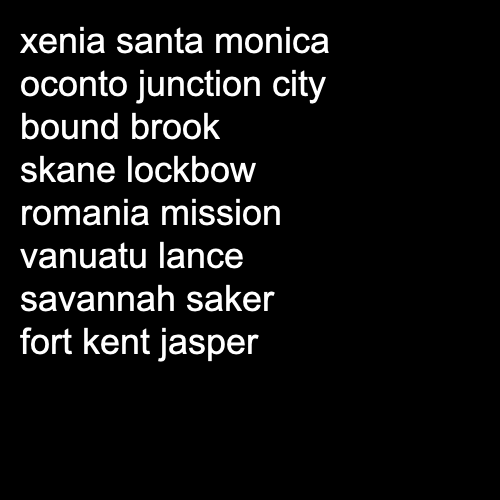 xenia santa monica
oconto junction city
bound brook
skane lockbow
romania mission
vanuatu lance
savannah saker
fort kent jasper